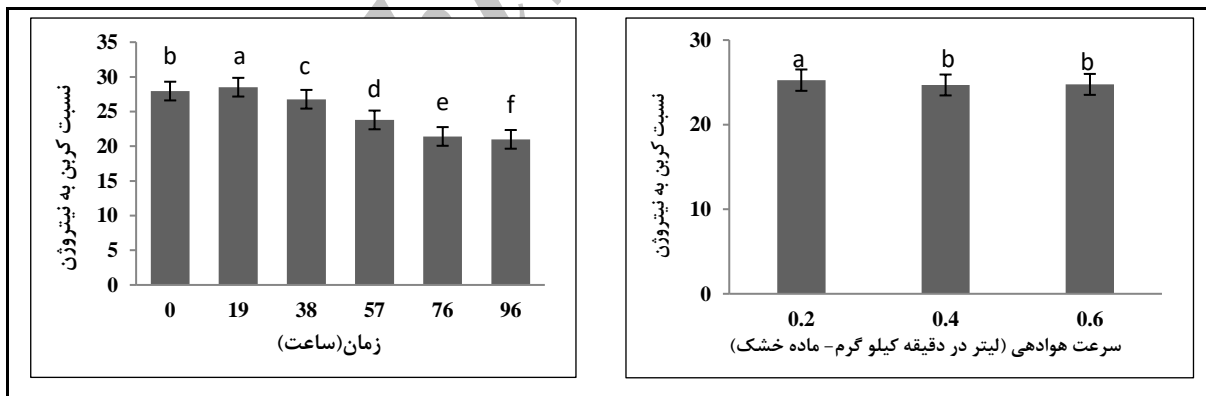 نسبت کربن به نیتروژن
35
30
25
20
15
10
5
0
b a c d e f
0 19 38 57 76 96
زمان(ساعت)
نسبت کربن به نیتروژن
30
20
10
0
a b b
0.2 0.4 0.6
سرعت هوادهی (لیتر در دقیقه کیلو گرم- ماده خشک)